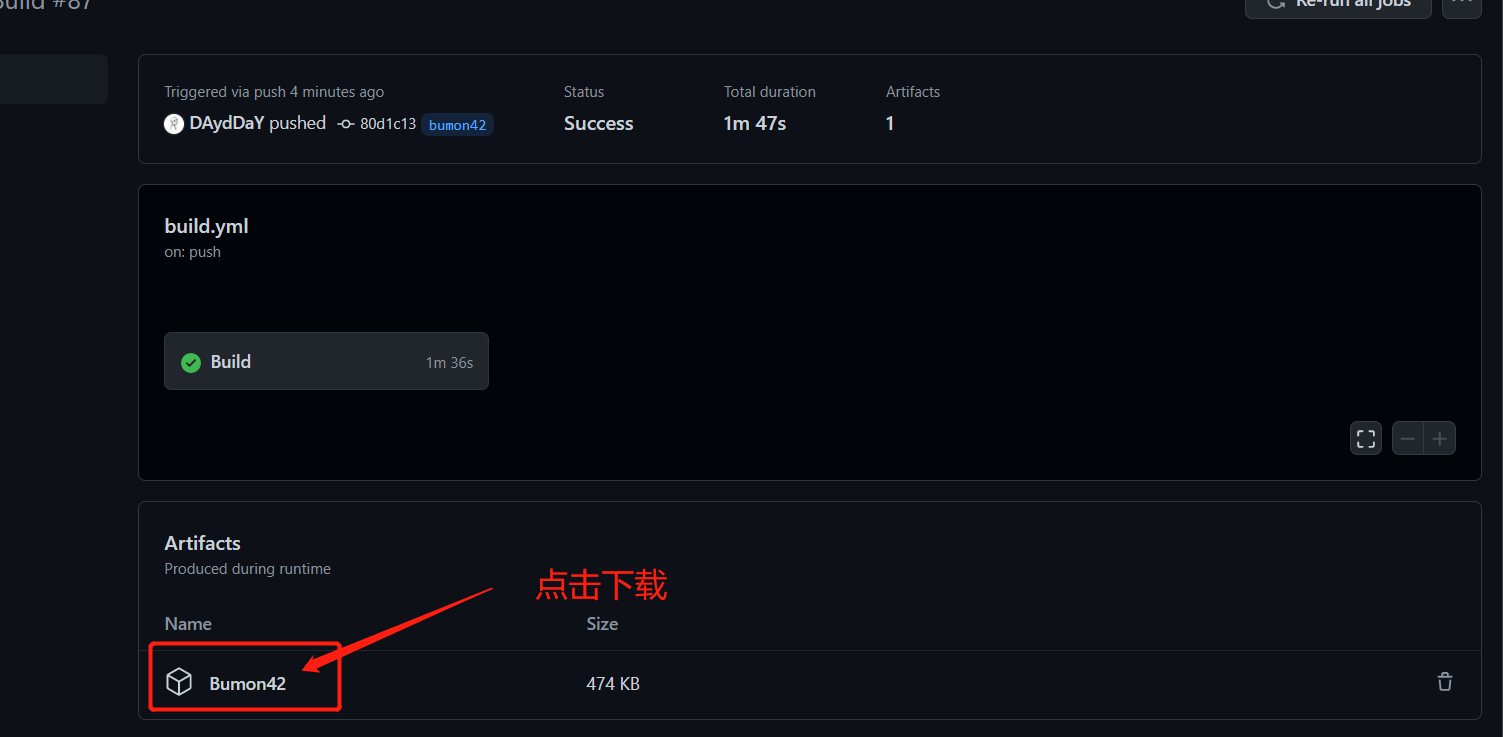 Build #87
Re-run all jobs
Triggered via push 4 minutes ago
Status
Total duration
Artifacts
DAydDaY pushed 80d1c13 bumon42
Success
1m 47s
1
build.yml
on: push
Build 1m 36s
Artifacts
Produced during runtime
点击下载
Name Size
Bumon42 474 KB